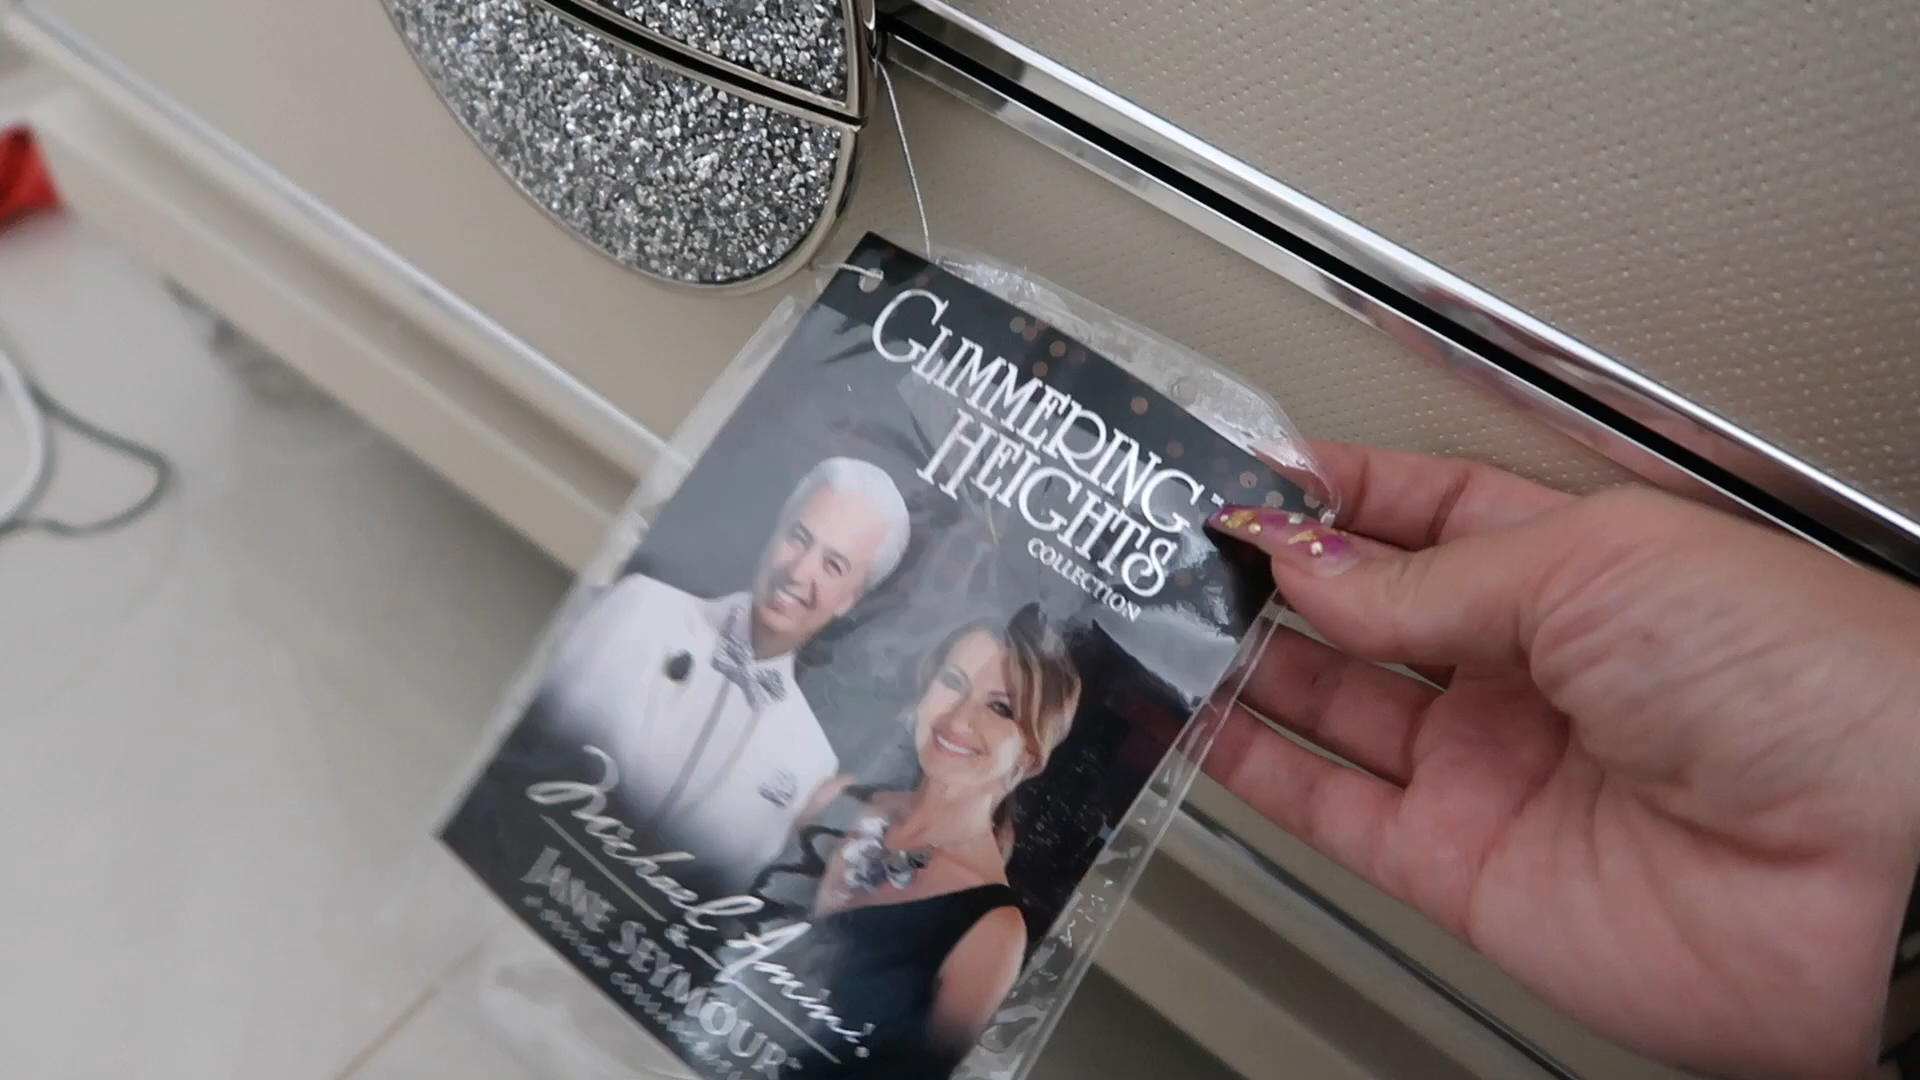 GLIMMERING
HEIGHTS
COLLECTION
Michael Amini
&
JANE SEYMOUR